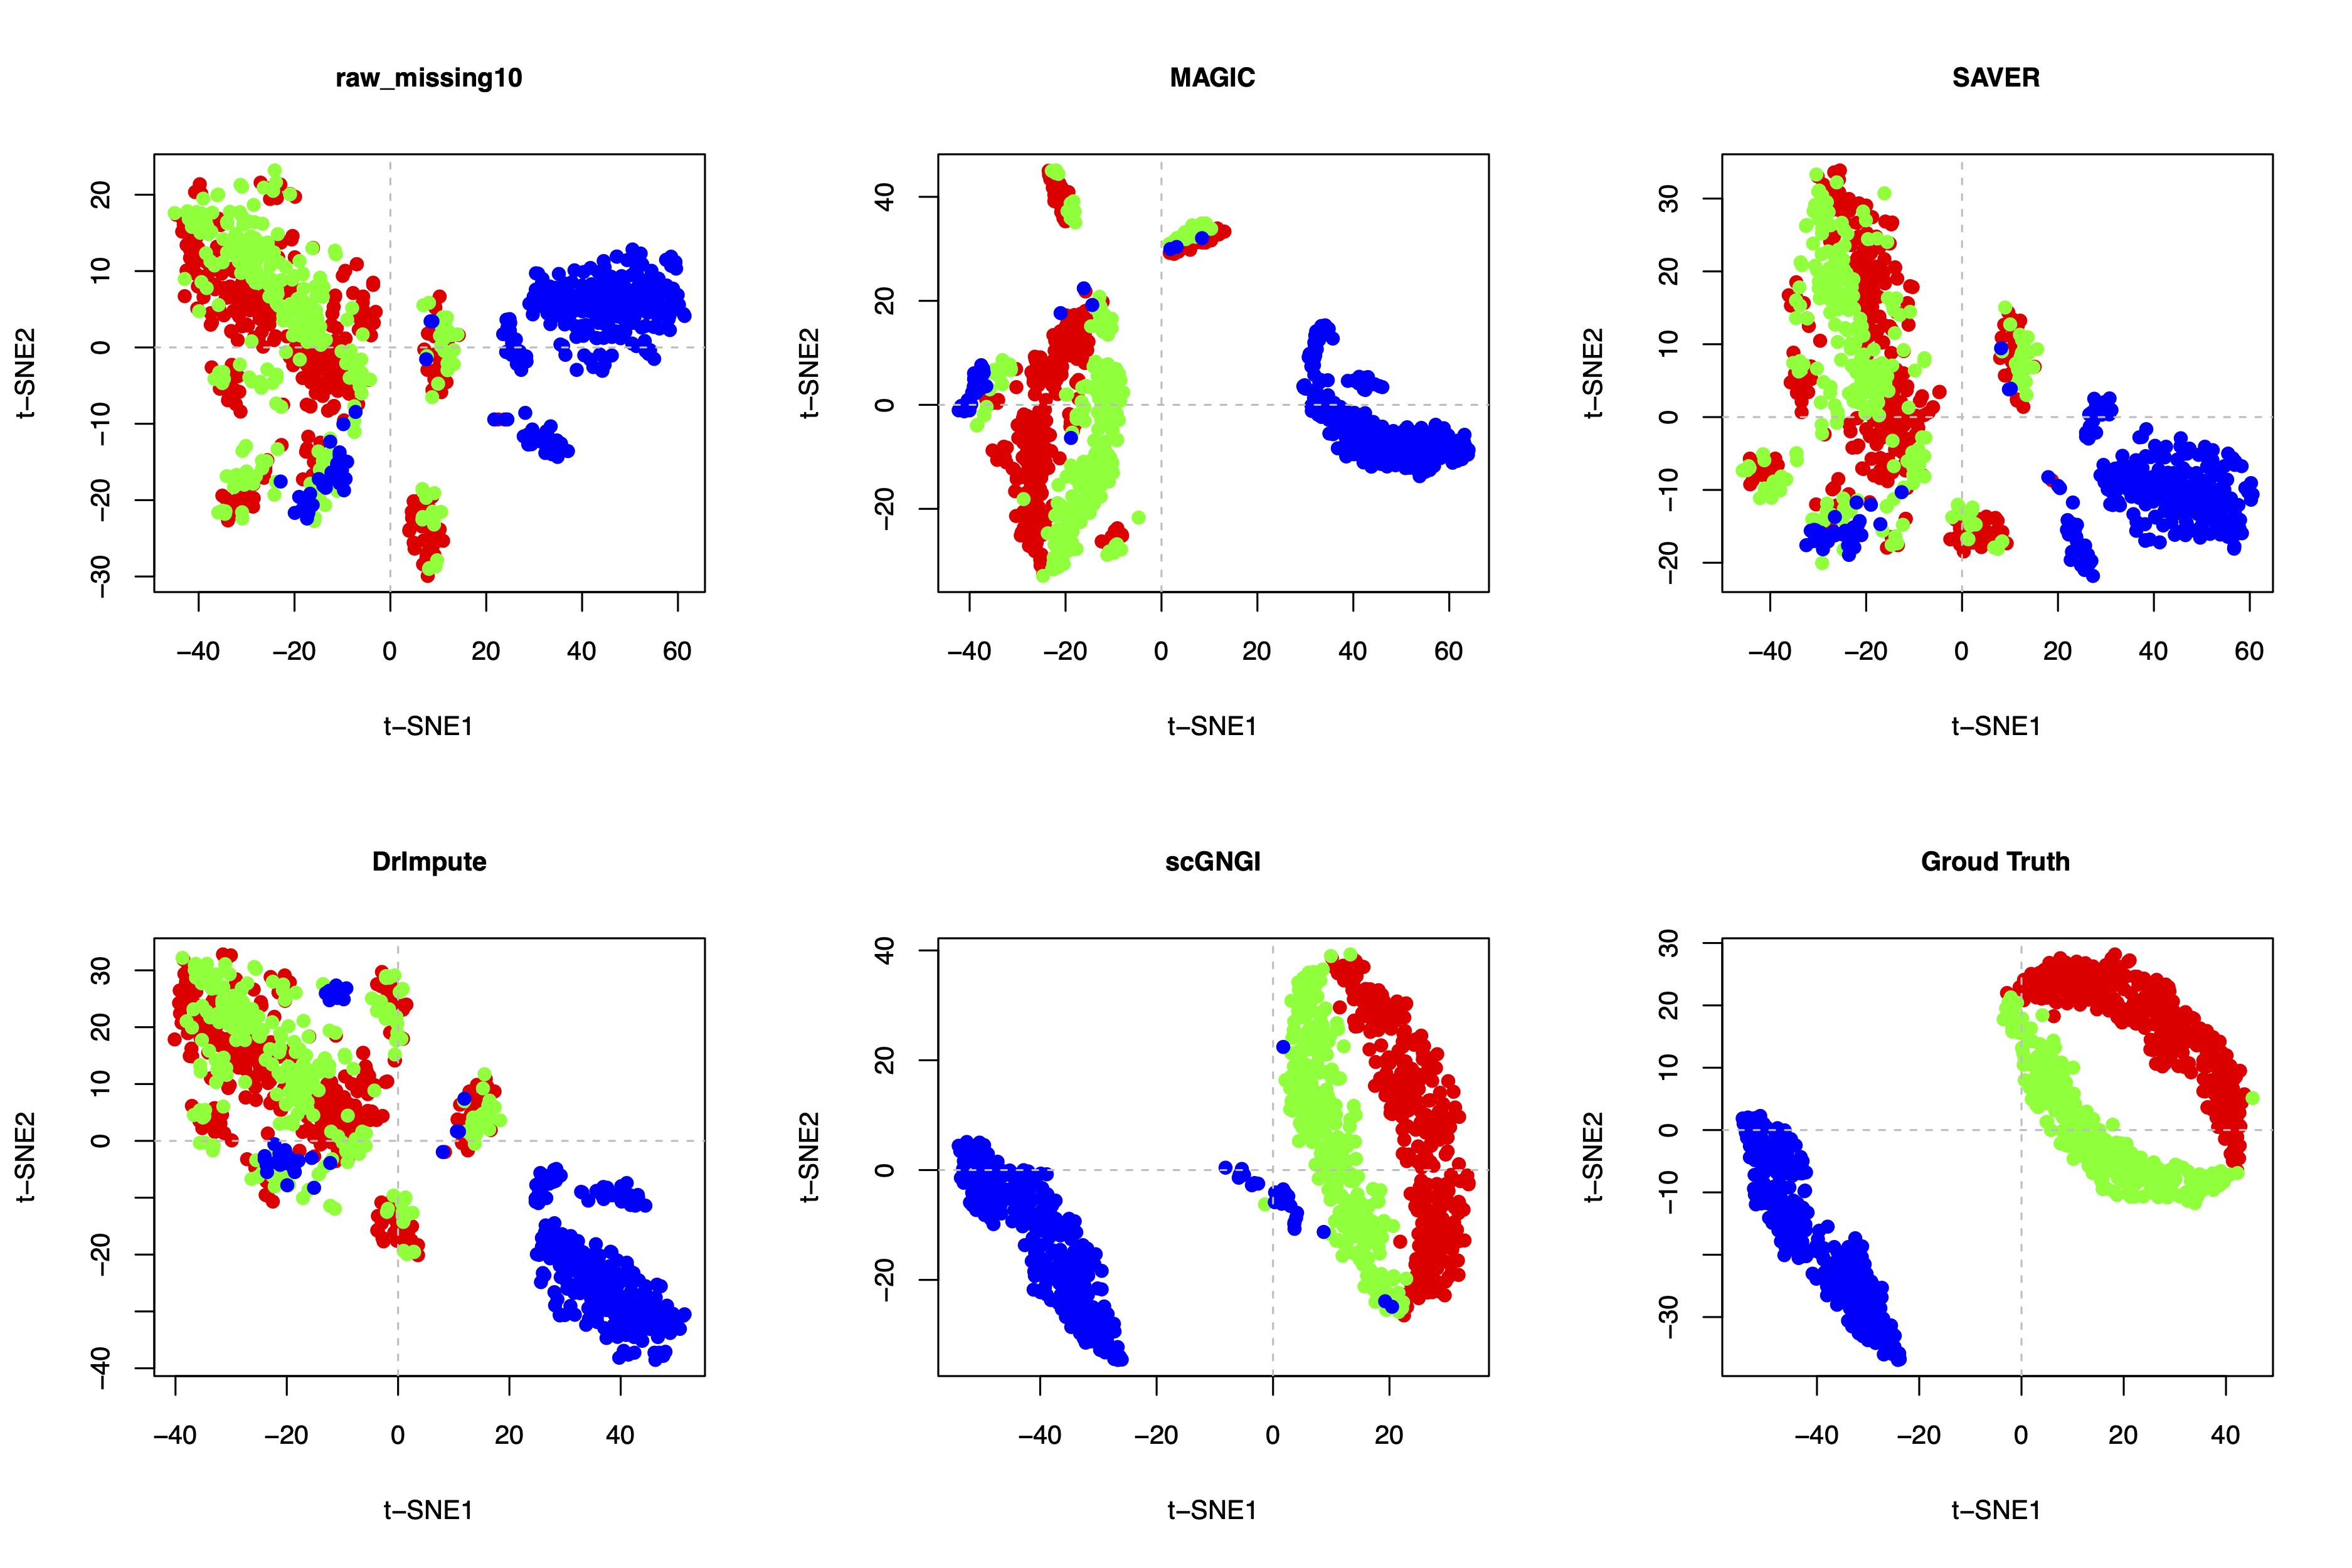 raw_missing10
MAGIC
SAVER
t−SNE2
20
10
0
−10
−20
−30
−40 −20 0 20 40 60
t−SNE1
t−SNE2
40
20
0
−20
−40 −20 0 20 40 60
t−SNE1
t−SNE2
30
20
10
0
−10
−20
−40 −20 0 20 40 60
t−SNE1
DrImpute
scGNGI
Groud Truth
t−SNE2
30
20
10
0
−20
−40
−40 −20 0 20 40
t−SNE1
t−SNE2
40
20
0
−20
−40 −20 0 20
t−SNE1
t−SNE2
30
20
10
0
−10
−30
−40 −20 0 20 40
t−SNE1